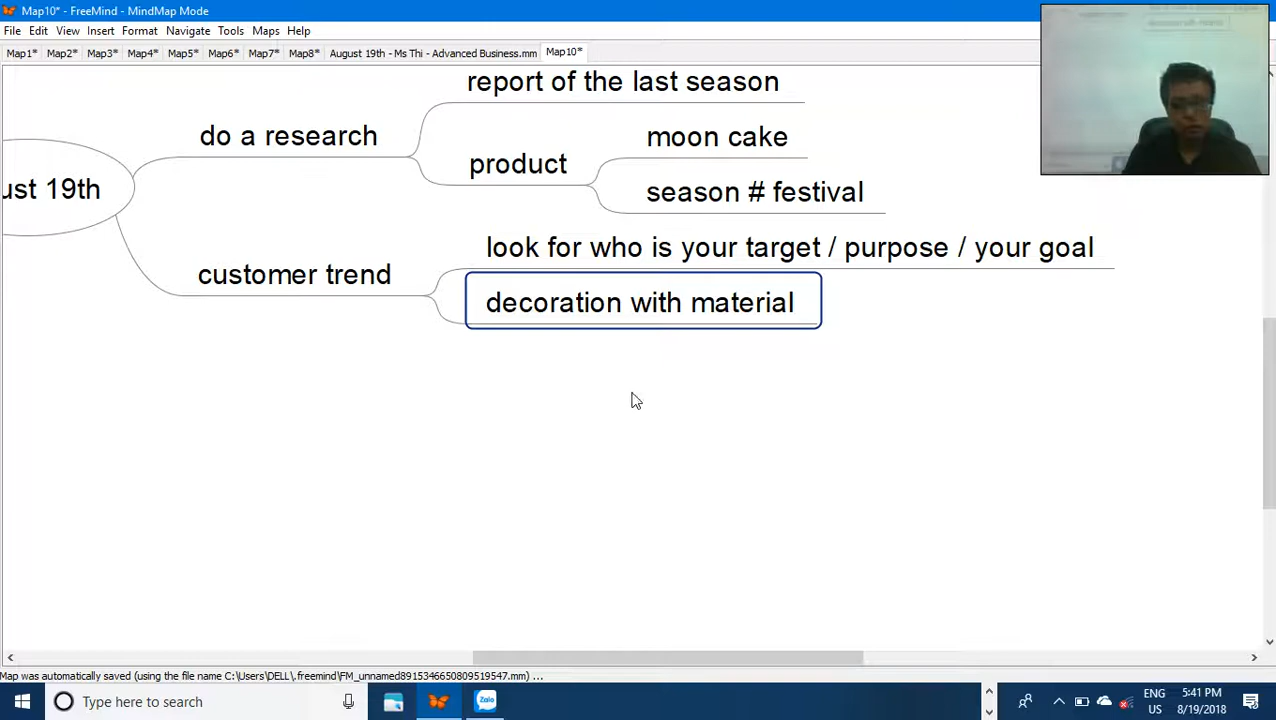 Map10* - FreeMind - MindMap Mode
File Edit View Insert Format Navigate Tools Maps Help
Map1* Map2* Map3* Map4* Map5* Map6* Map7* Map8* August 19th - Ms Thi - Advanced Business.mm Map10*
report of the last season
do a research
moon cake
product
ust 19th
season # festival
look for who is your target / purpose / your goal
customer trend
decoration with material
Map was automatically saved (using the file name C:\Users\DELL\.freemind\FM_unnamed8915346650809519547.mm) ...
Type here to search
Zalo
ENG
US
5:41 PM
8/19/2018